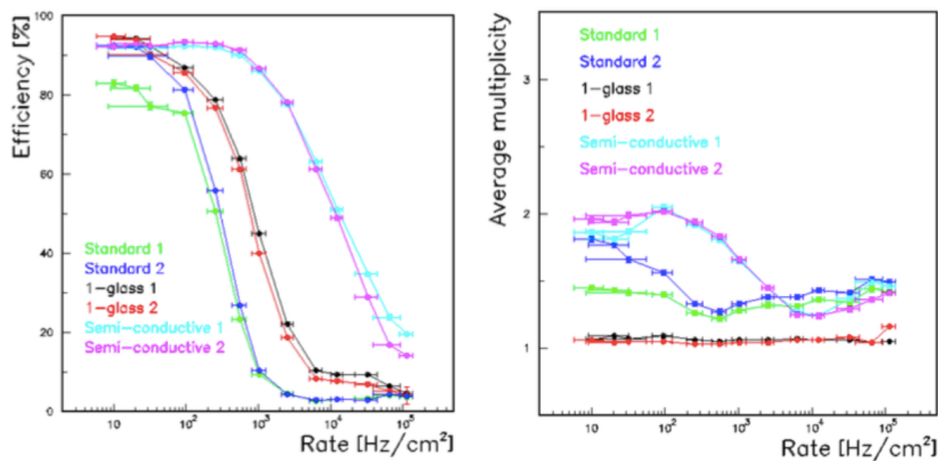 Efficiency [%]
100
80
60
40
20
0
Standard 1
Standard 2
1-glass 1
1-glass 2
Semi-conductive 1
Semi-conductive 2
10
10²
10³
10⁴
10⁵
Rate [Hz/cm²]
Average multiplicity
3
2
1
Standard 1
Standard 2
1-glass 1
1-glass 2
Semi-conductive 1
Semi-conductive 2
10
10²
10³
10⁴
10⁵
Rate [Hz/cm²]